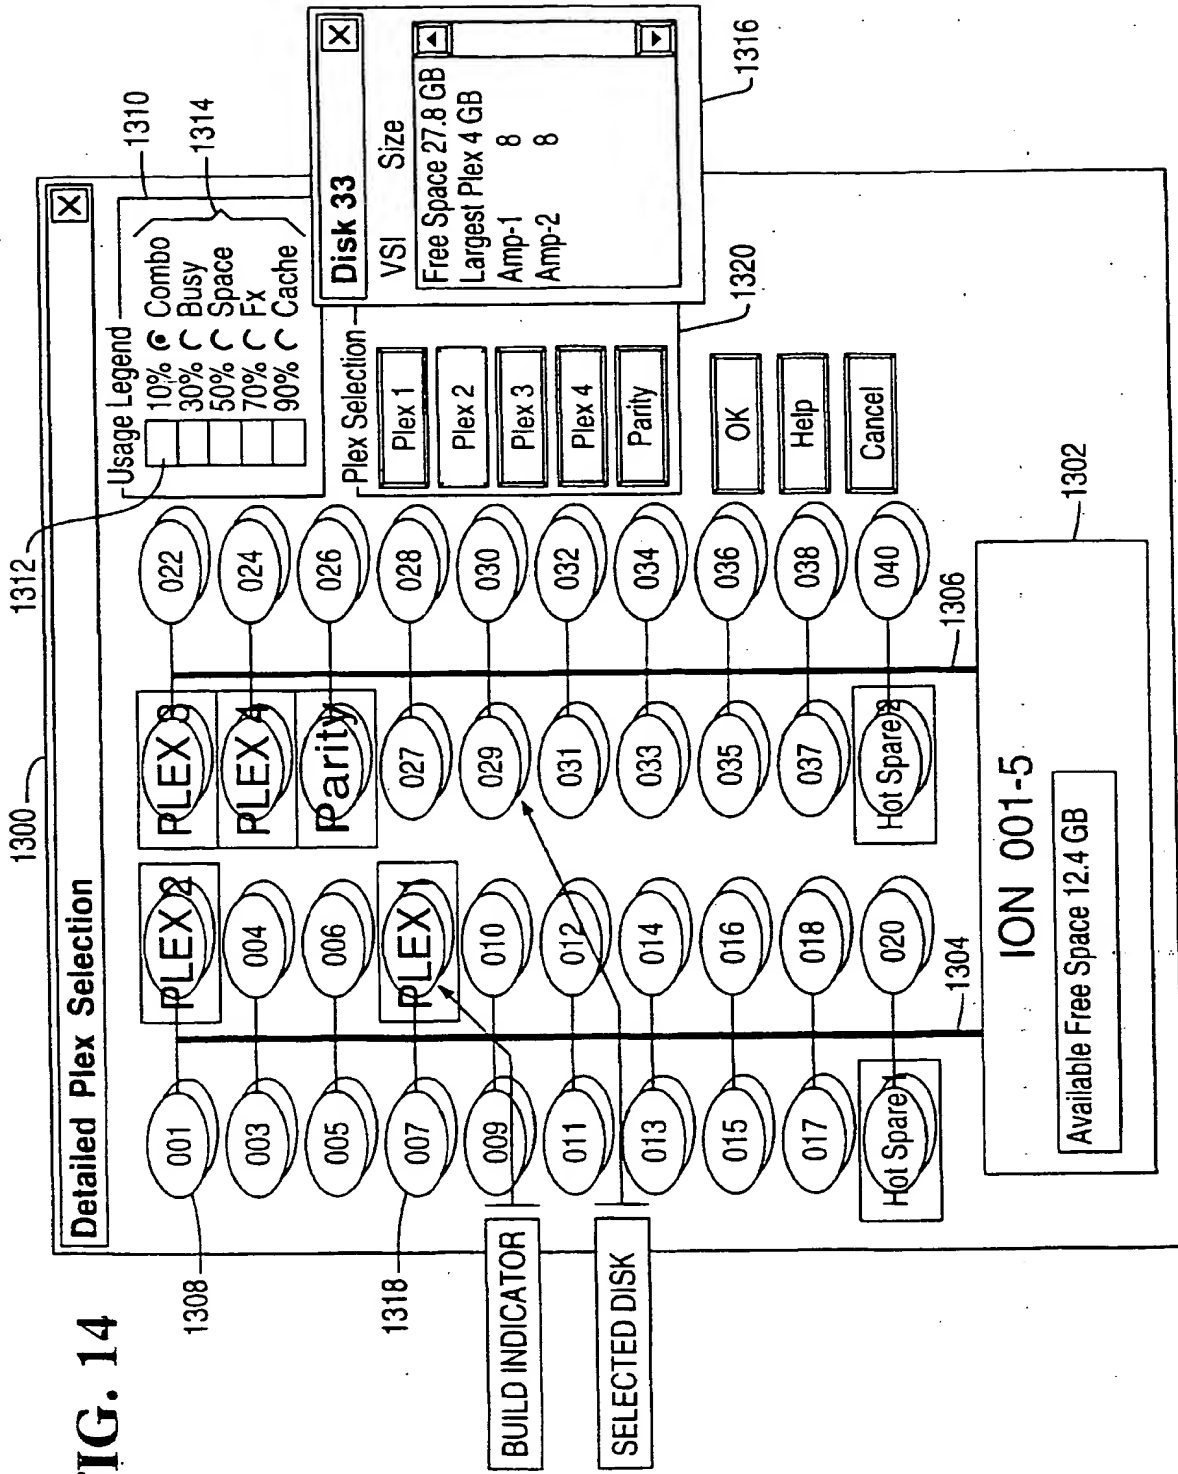 FIG. 14
1300
1312
Detailed Plex Selection
X
1310
1314
Usage Legend
10% Combo
30% Busy
50% Space
70% Fx
90% Cache
Disk 33
X
VSI Size
Free Space 27.8 GB
Largest Plex 4 GB
Amp-1 8
Amp-2 8
1316
1320
Plex Selection
Plex 1
Plex 2
Plex 3
Plex 4
Parity
OK
Help
Cancel
1308
1318
001 PLEX 2 PLEX 3 022
003 004 PLEX 4 024
005 006 Parity 026
007 PLEX 1 027 028
009 010 029 030
011 012 031 032
013 014 033 034
015 016 035 036
017 018 037 038
Hot Spare 1 020 Hot Spare 2 040
BUILD INDICATOR
SELECTED DISK
1304
1306
1302
ION 001-5
Available Free Space 12.4 GB